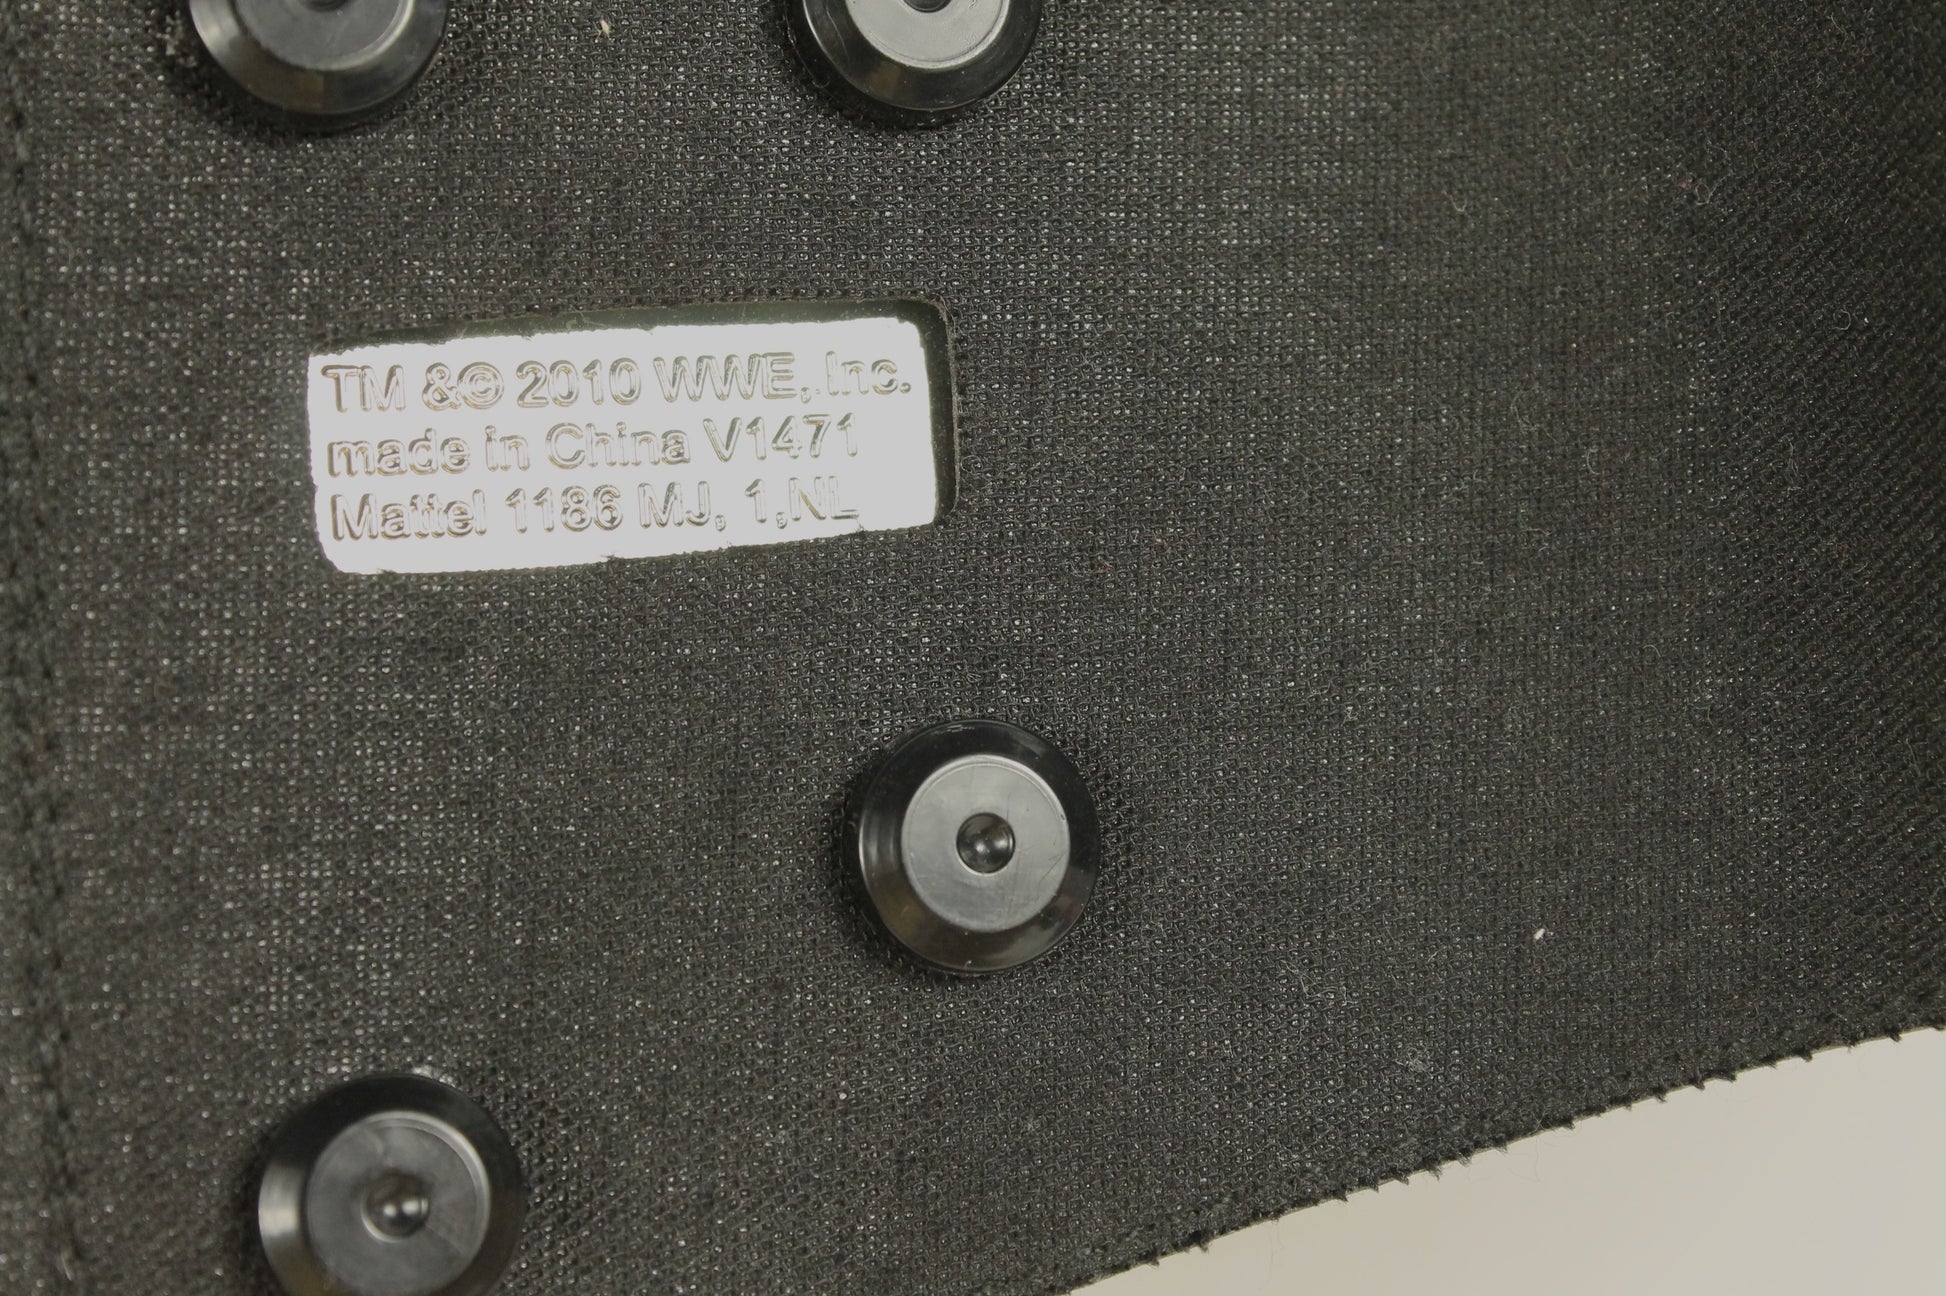 TM &© 2010 WWE, Inc.
made in China V1471
Mattel 1186 MJ, 1,NL